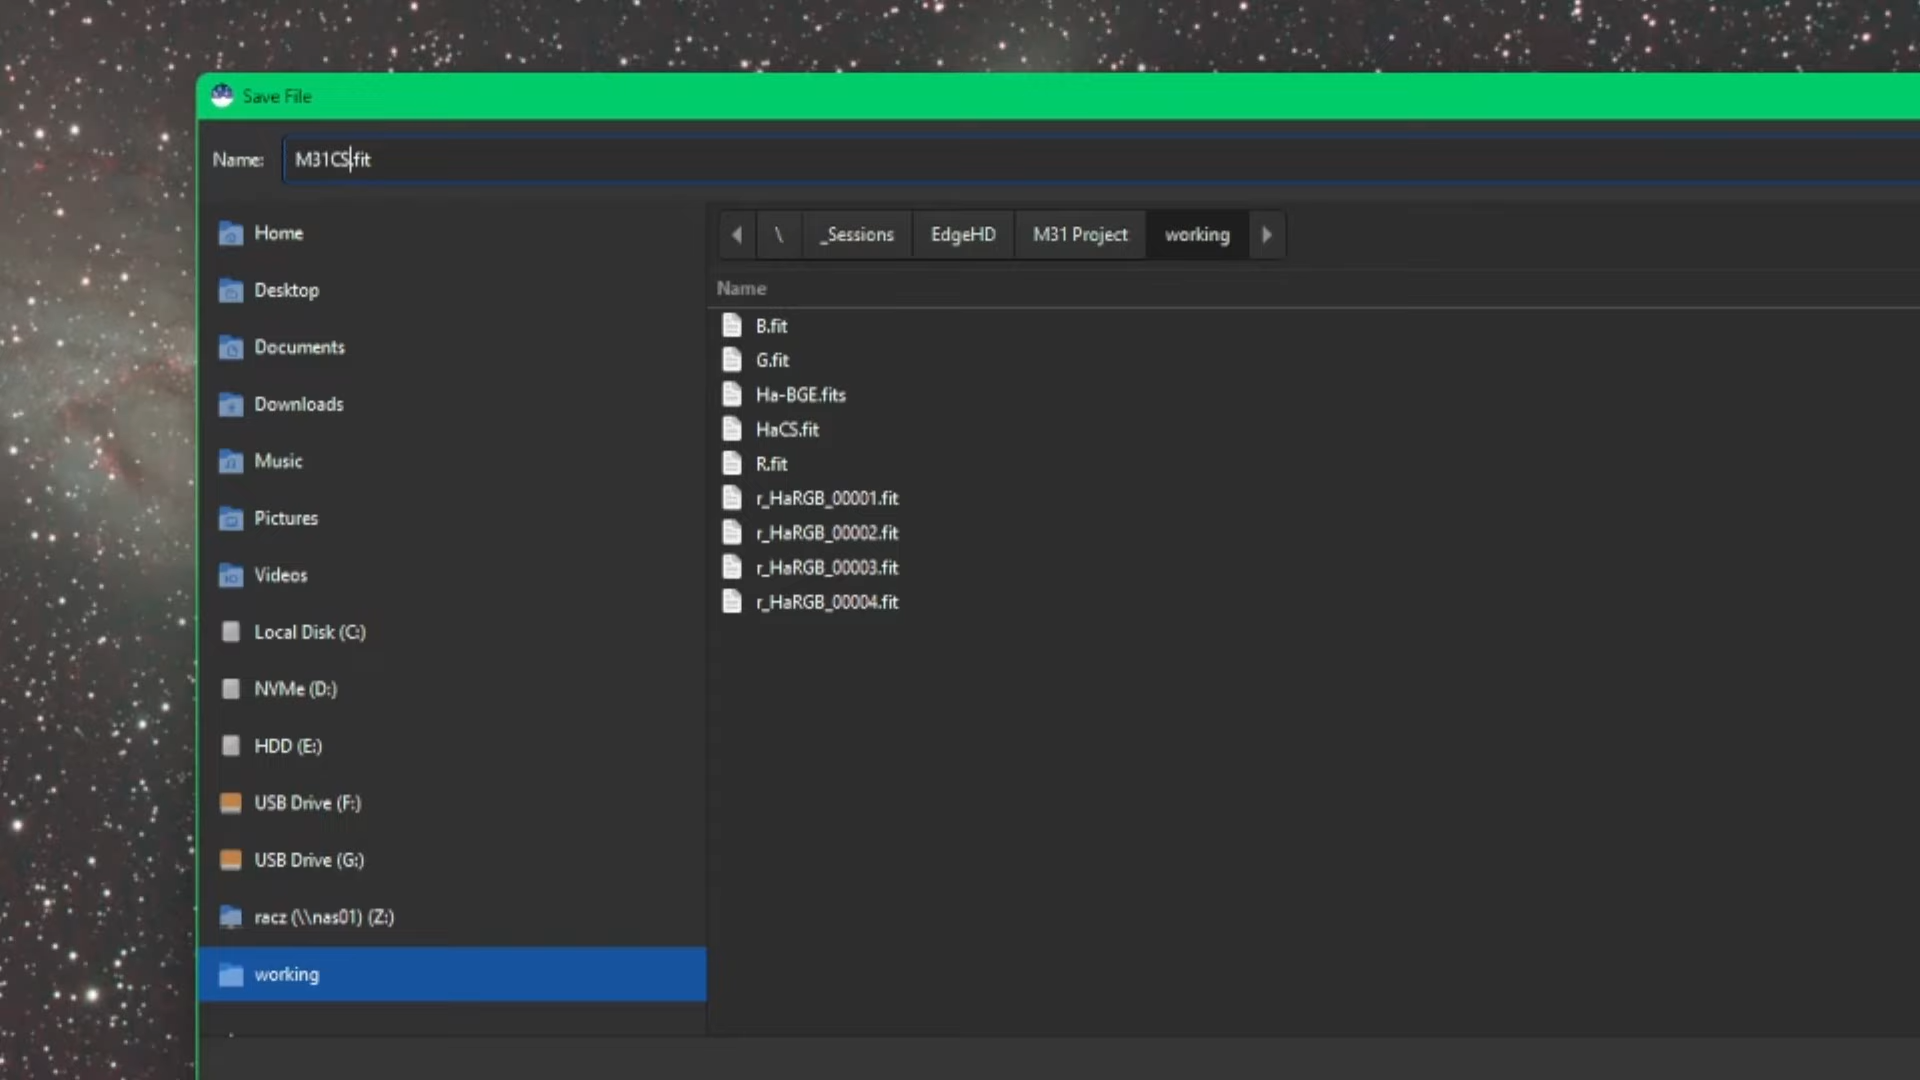 Save File
Name: M31CS.fit
Home
Desktop
Documents
Downloads
Music
Pictures
Videos
Local Disk (C:)
NVMe (D:)
HDD (E:)
USB Drive (F:)
USB Drive (G:)
racz (\\nas01) (Z:)
working
\ _Sessions EdgeHD M31 Project working
Name
B.fit
G.fit
Ha-BGE.fits
HaCS.fit
R.fit
r_HaRGB_00001.fit
r_HaRGB_00002.fit
r_HaRGB_00003.fit
r_HaRGB_00004.fit